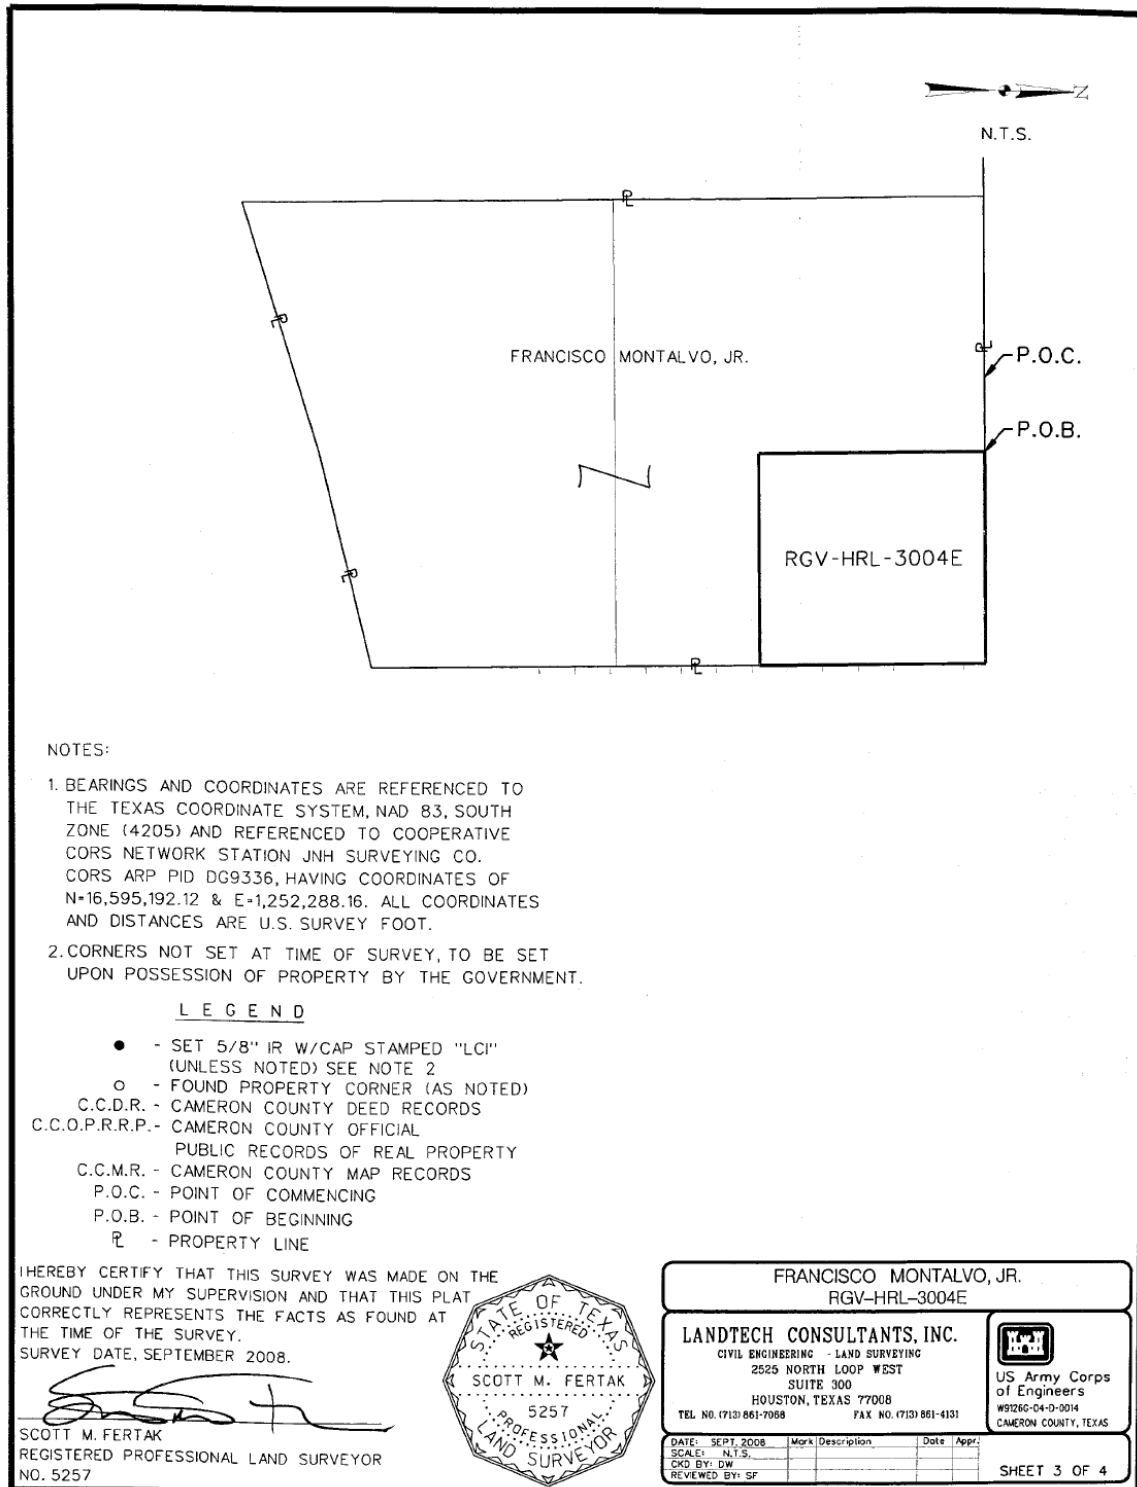 Z
N.T.S.
P
L
P
L
FRANCISCO MONTALVO, JR.
P
L
P.O.C.
P.O.B.
RGV-HRL-3004E
P
L
P
L
NOTES:
1. BEARINGS AND COORDINATES ARE REFERENCED TO
THE TEXAS COORDINATE SYSTEM, NAD 83, SOUTH
ZONE (4205) AND REFERENCED TO COOPERATIVE
CORS NETWORK STATION JNH SURVEYING CO.
CORS ARP PID DG9336, HAVING COORDINATES OF
N=16,595,192.12 & E=1,252,288.16. ALL COORDINATES
AND DISTANCES ARE U.S. SURVEY FOOT.
2. CORNERS NOT SET AT TIME OF SURVEY, TO BE SET
UPON POSSESSION OF PROPERTY BY THE GOVERNMENT.
LEGEND
● - SET 5/8" IR W/CAP STAMPED "LCI"
(UNLESS NOTED) SEE NOTE 2
○ - FOUND PROPERTY CORNER (AS NOTED)
C.C.D.R. - CAMERON COUNTY DEED RECORDS
C.C.O.P.R.R.P. - CAMERON COUNTY OFFICIAL
PUBLIC RECORDS OF REAL PROPERTY
C.C.M.R. - CAMERON COUNTY MAP RECORDS
P.O.C. - POINT OF COMMENCING
P.O.B. - POINT OF BEGINNING
PL - PROPERTY LINE
I HEREBY CERTIFY THAT THIS SURVEY WAS MADE ON THE
GROUND UNDER MY SUPERVISION AND THAT THIS PLAT
CORRECTLY REPRESENTS THE FACTS AS FOUND AT
THE TIME OF THE SURVEY.
SURVEY DATE, SEPTEMBER 2008.
SCOTT M. FERTAK
REGISTERED PROFESSIONAL LAND SURVEYOR
NO. 5257
STATE OF TEXAS
REGISTERED
SCOTT M. FERTAK
5257
PROFESSIONAL
LAND SURVEYOR
FRANCISCO MONTALVO, JR.
RGV-HRL-3004E
LANDTECH CONSULTANTS, INC.
CIVIL ENGINEERING - LAND SURVEYING
2525 NORTH LOOP WEST
SUITE 300
HOUSTON, TEXAS 77008
TEL NO. (713) 861-7068 FAX NO. (713) 861-4131
US Army Corps
of Engineers
W9126G-04-D-0014
CAMERON COUNTY, TEXAS
DATE: SEPT. 2008 Mark Description Date Appr.
SCALE: N.T.S.
CKD BY: DW
REVIEWED BY: SF
SHEET 3 OF 4